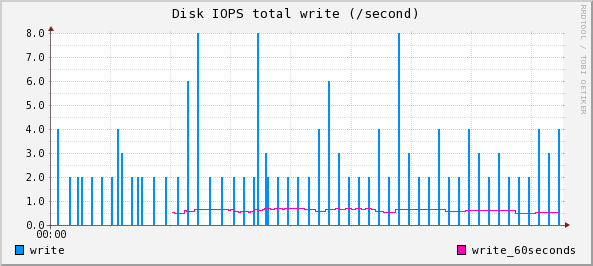 Disk IOPS total write (/second)
8.0
7.0
6.0
5.0
4.0
3.0
2.0
1.0
0.0
00:00
write
write_60seconds
RRDTOOL / TOBI OETIKER